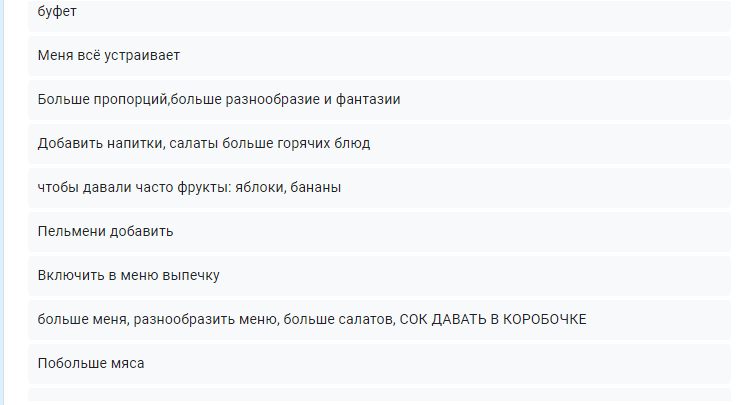 буфет
Меня всё устраивает
Больше пропорций,больше разнообразие и фантазии
Добавить напитки, салаты больше горячих блюд
чтобы давали часто фрукты: яблоки, бананы
Пельмени добавить
Включить в меню выпечку
больше меня, разнообразить меню, больше салатов, СОК ДАВАТЬ В КОРОБОЧКЕ
Побольше мяса